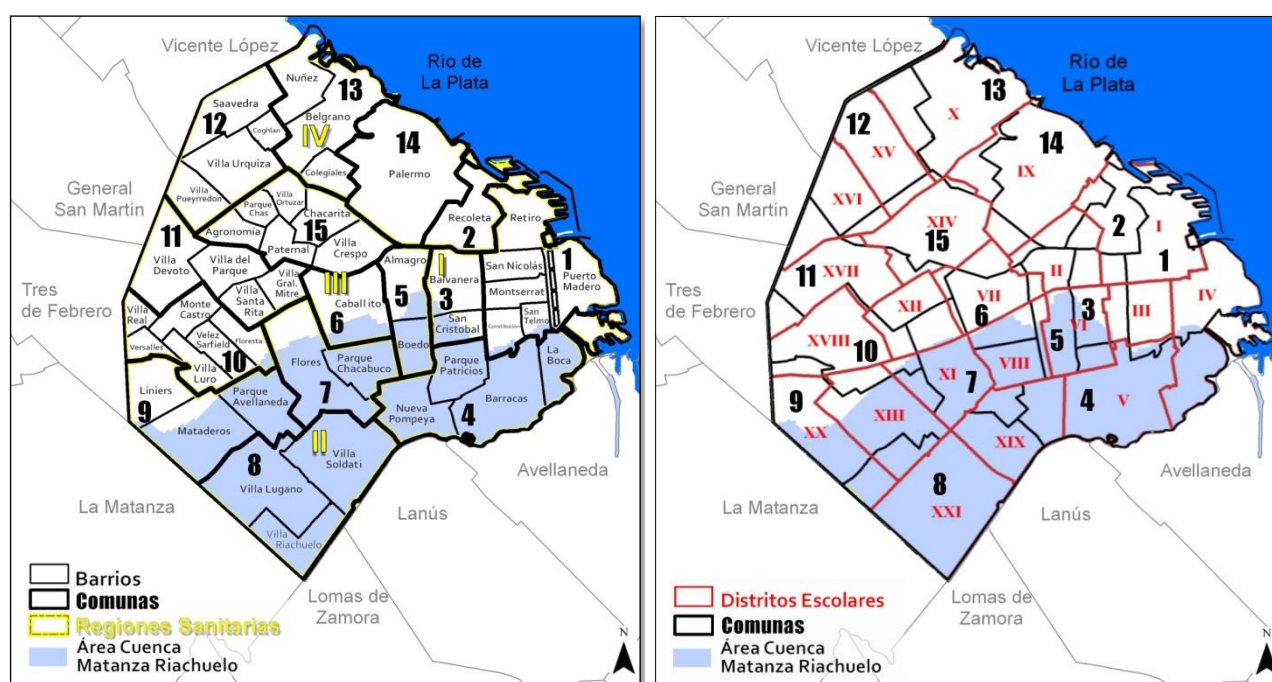 Vicente López
Río de
La Plata
Nuñez
13
Saavedra
12
Belgrano
Coghlan
IV
14
Villa Urquiza
Colegiales
Palermo
General
San Martín
Villa
Pueyrredon
Villa
Ortuzar
Parque
Chas
Chacarita
Recoleta
Retiro
2
15
Agronomia
11
Villa
Devoto
Paternal
Villa
Crespo
Almagro
I
1
Villa del
Parque
Balvanera
San Nicolás
Puerto
Madero
Villa
Gral.
Mitre
III
3
Tres
de Febrero
Villa
Santa
Rita
Caballito
5
Montserrat
Monte
Castro
6
San
Cristobal
San
Telmo
Constitución
Villa
Real
Versalles
Velez
Sarfield
Floresta
10
Boedo
La
Boca
Villa
Luro
Flores
Parque
Chacabuco
Parque
Patricios
Liniers
Parque
Avellaneda
7
Barracas
9
Nueva
Pompeya
4
Mataderos
II
8
Villa
Soldati
Avellaneda
Villa Lugano
La Matanza
Lanús
Villa
Riachuelo
Barrios
Comunas
Regiones Sanitarias
Área Cuenca
Matanza Riachuelo
Lomas de
Zamora
N
Vicente López
Río de
La Plata
13
12
X
XV
14
IX
General
San Martín
XVI
2
I
XIV
15
1
11
XVII
II
IV
Tres
de Febrero
XII
VII
6
3
III
XVIII
10
VI
5
VIII
XI
7
9
4
V
XX
XIII
XIX
8
Avellaneda
XXI
La Matanza
Lanús
Distritos Escolares
Comunas
Área Cuenca
Matanza Riachuelo
Lomas de
Zamora
N